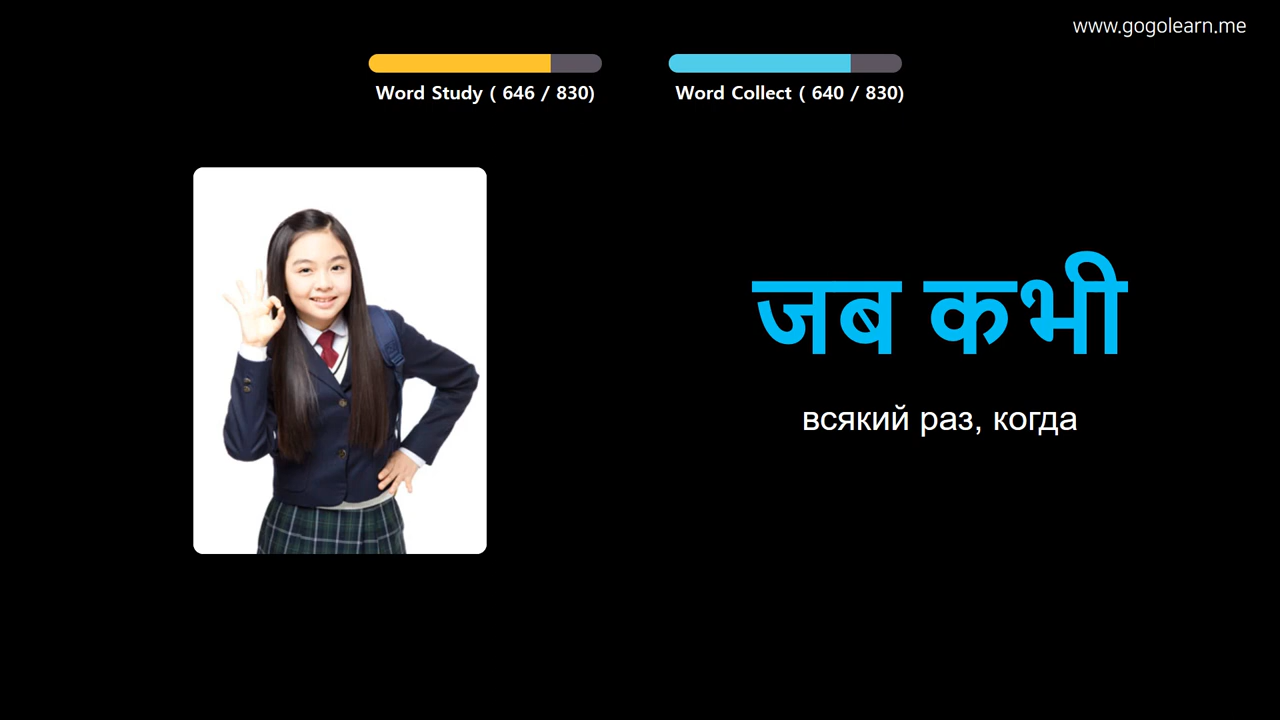 www.gogolearn.me
Word Study ( 646 / 830)
Word Collect ( 640 / 830)
जब कभी
всякий раз, когда